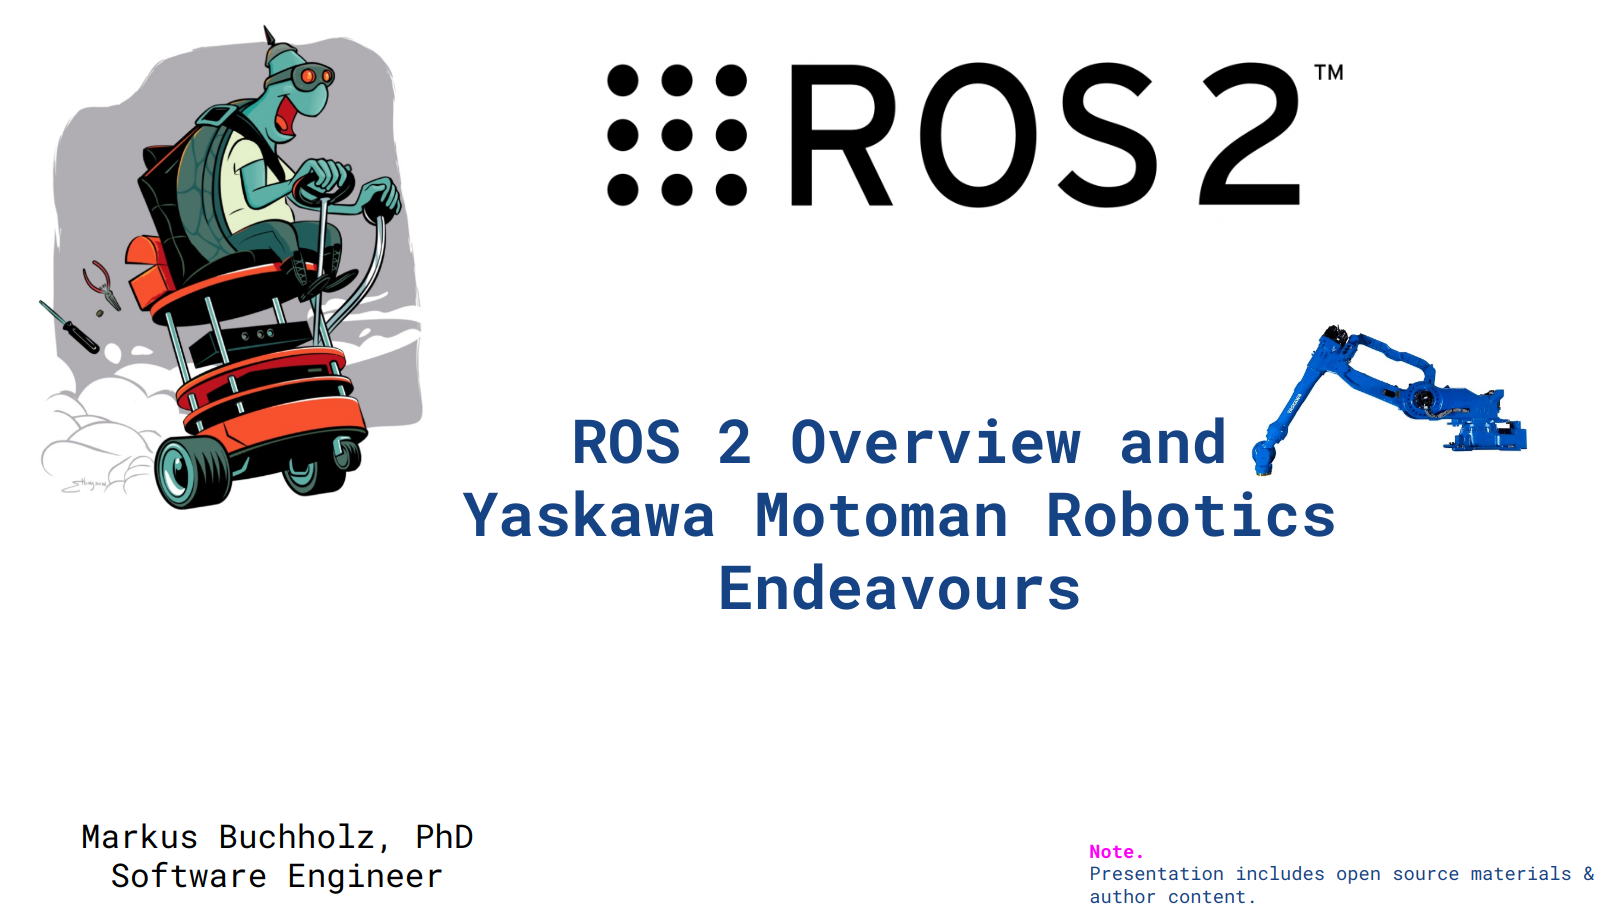 ROS 2™
ROS 2 Overview and
Yaskawa Motoman Robotics
Endeavours
Markus Buchholz, PhD
Software Engineer
Note.
Presentation includes open source materials &
author content.